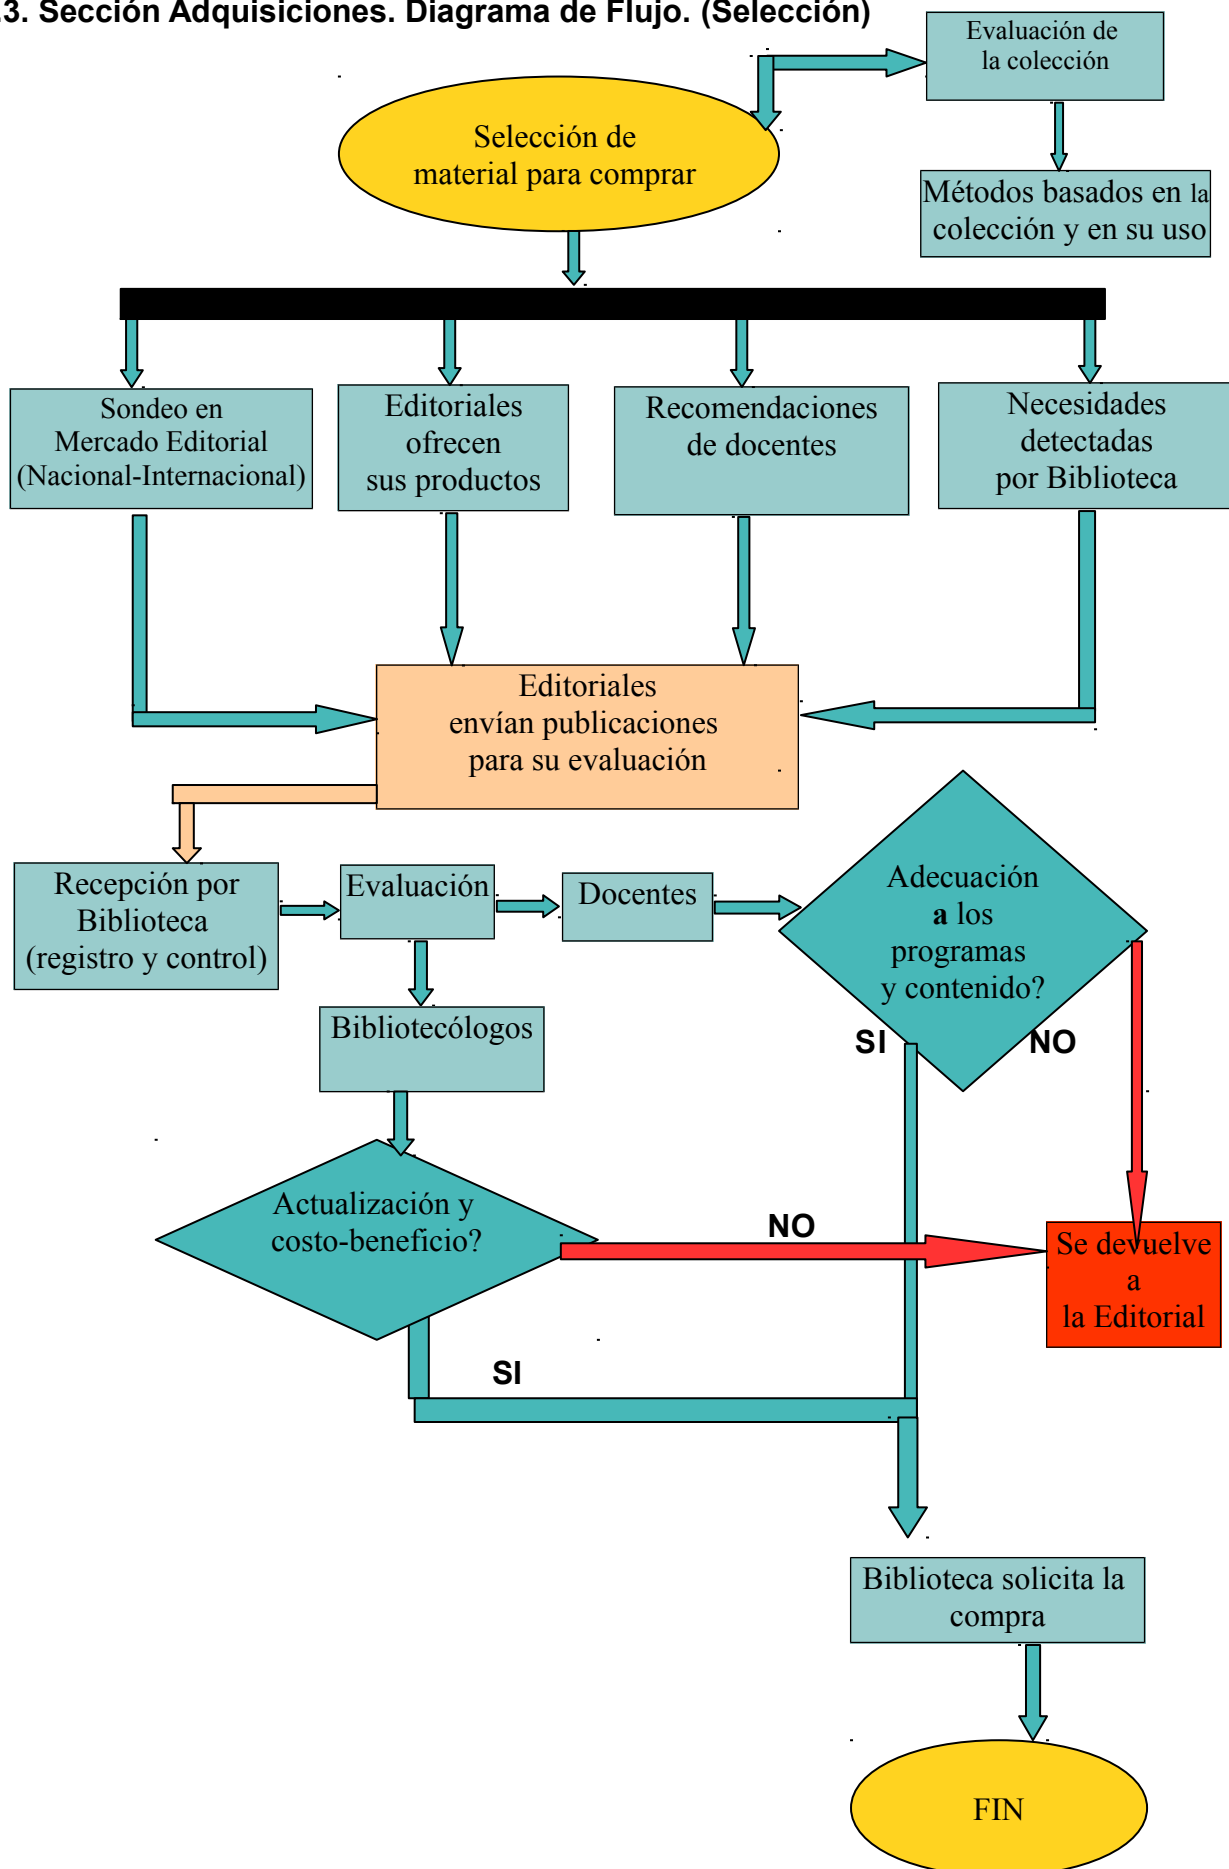 .3. Sección Adquisiciones. Diagrama de Flujo. (Selección)
Evaluación de
la colección
Selección de
material para comprar
Métodos basados en la
colección y en su uso
Sondeo en
Mercado Editorial
(Nacional-Internacional)
Editoriales
ofrecen
sus productos
Recomendaciones
de docentes
Necesidades
detectadas
por Biblioteca
Editoriales
envían publicaciones
para su evaluación
Recepción por
Biblioteca
(registro y control)
Evaluación
Docentes
Adecuación
a los
programas
y contenido?
Bibliotecólogos
SI
NO
Actualización y
costo-beneficio?
NO
Se devuelve
a
la Editorial
SI
Biblioteca solicita la
compra
FIN